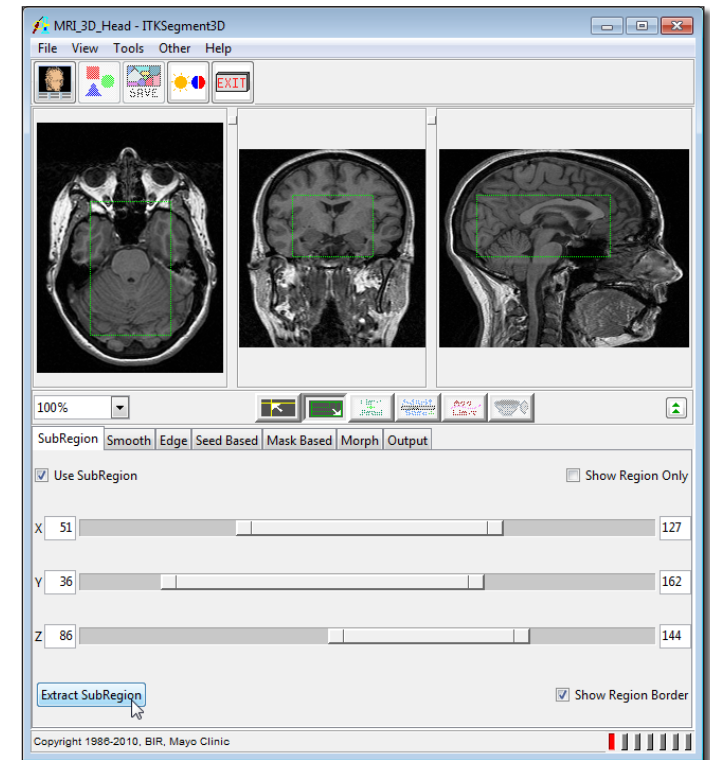 MRI_3D_Head - ITKSegment3D
File View Tools Other Help
SAVE EXIT
100%
SubRegion Smooth Edge Seed Based Mask Based Morph Output
Use SubRegion Show Region Only
X 51 127
Y 36 162
Z 86 144
Extract SubRegion Show Region Border
Copyright 1986-2010, BIR, Mayo Clinic